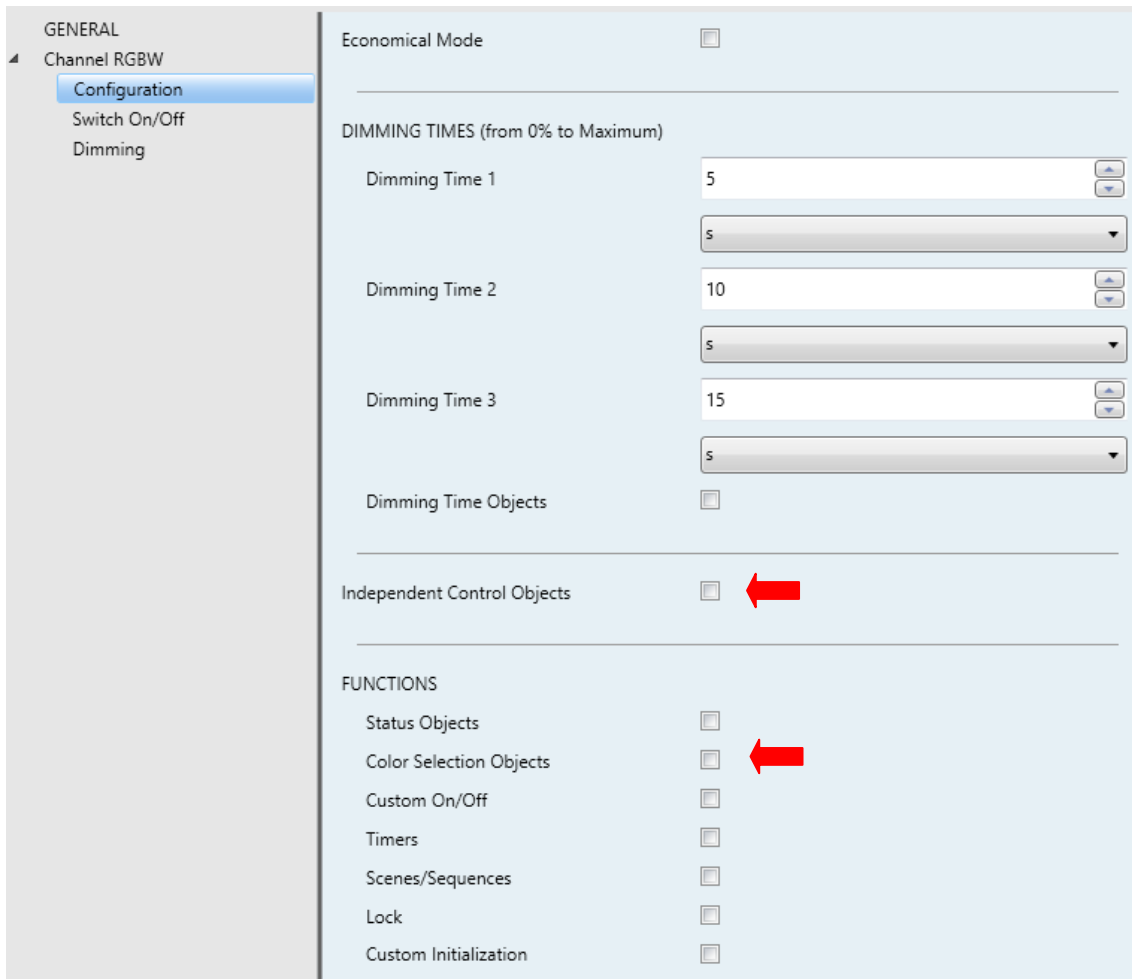 GENERAL
Channel RGBW
Configuration
Switch On/Off
Dimming
Economical Mode
DIMMING TIMES (from 0% to Maximum)
Dimming Time 1
5
s
Dimming Time 2
10
s
Dimming Time 3
15
s
Dimming Time Objects
Independent Control Objects
FUNCTIONS
Status Objects
Color Selection Objects
Custom On/Off
Timers
Scenes/Sequences
Lock
Custom Initialization